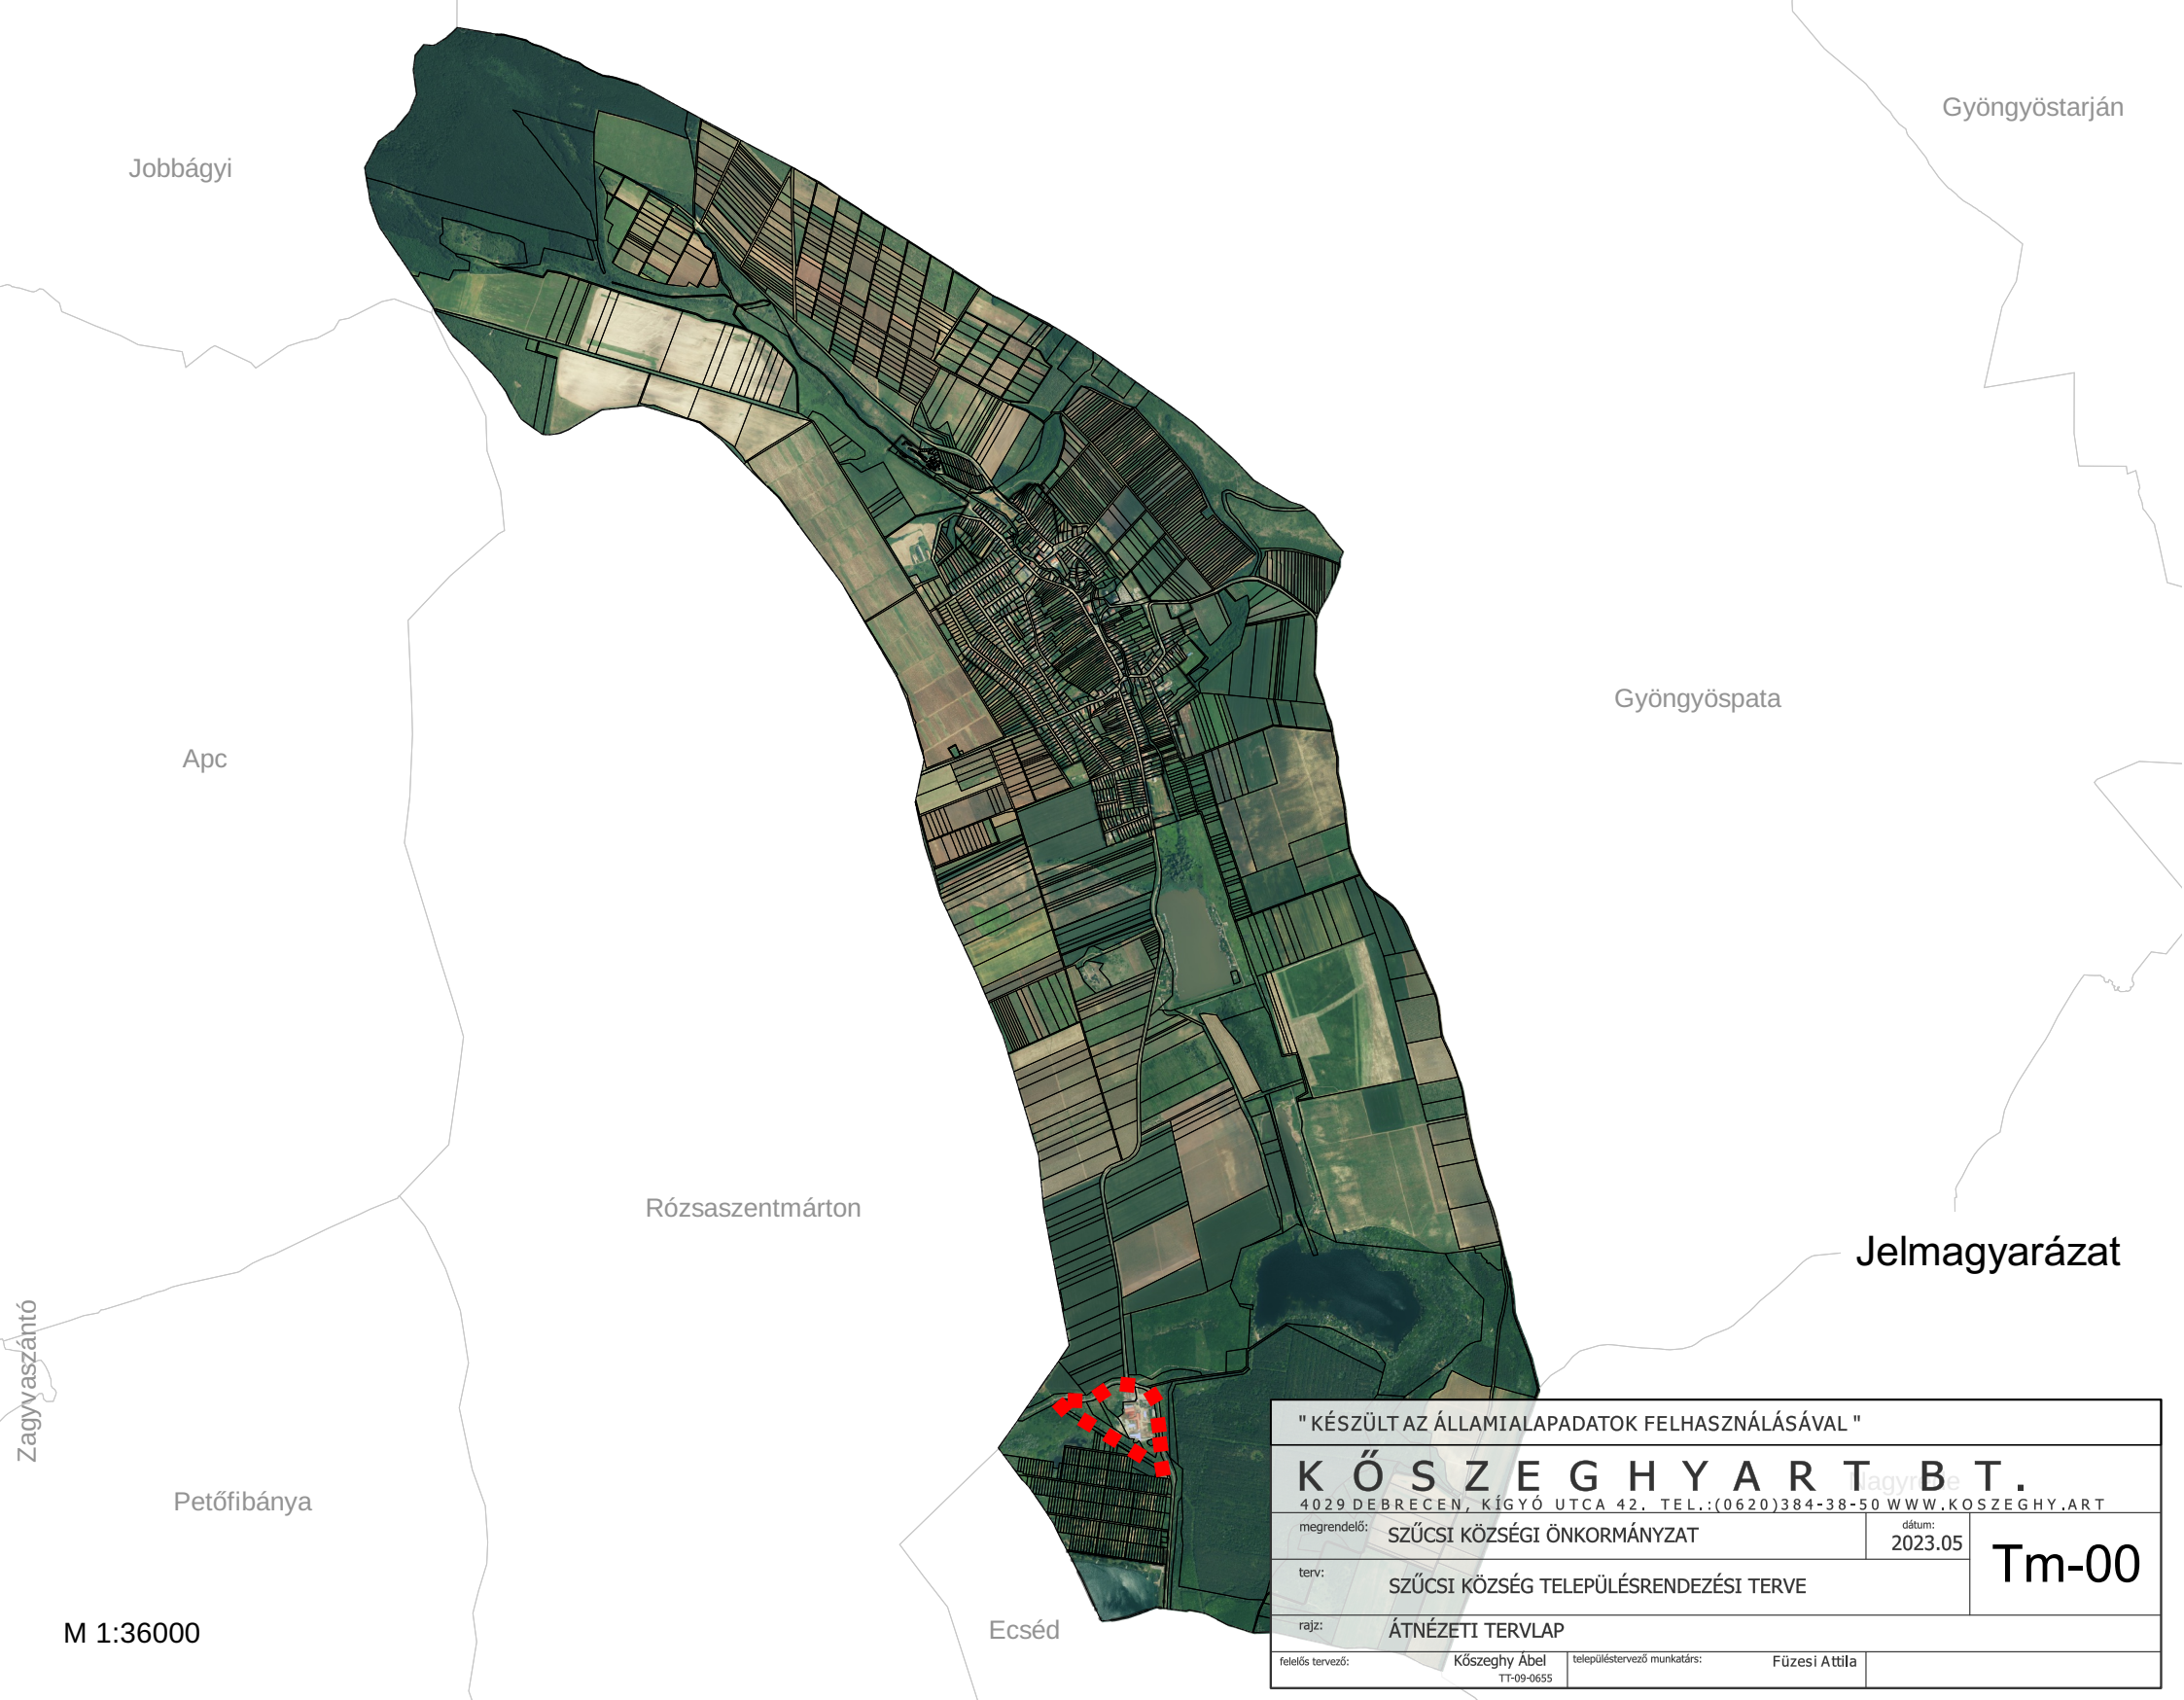 Gyöngyöstarján
Jobbágyi
Gyöngyöspata
Apc
Rózsaszentmárton
Jelmagyarázat
Zagyvaszántó
Petőfibánya
Ecséd
M 1:36000
"KÉSZÜLT AZ ÁLLAMI ALAPADATOK FELHASZNÁLÁSÁVAL"
KŐSZEGHYART BT.
Nagyréde
4029 DEBRECEN, KÍGYÓ UTCA 42. TEL.:(0620)384-38-50 WWW.KOSZEGHY.ART
megrendelő: SZŰCSI KÖZSÉGI ÖNKORMÁNYZAT
dátum:
2023.05
Tm-00
terv: SZŰCSI KÖZSÉG TELEPÜLÉSRENDEZÉSI TERVE
rajz: ÁTNÉZETI TERVLAP
felelős tervező: Kőszeghy Ábel
TT-09-0655
településtervező munkatárs: Füzesi Attila